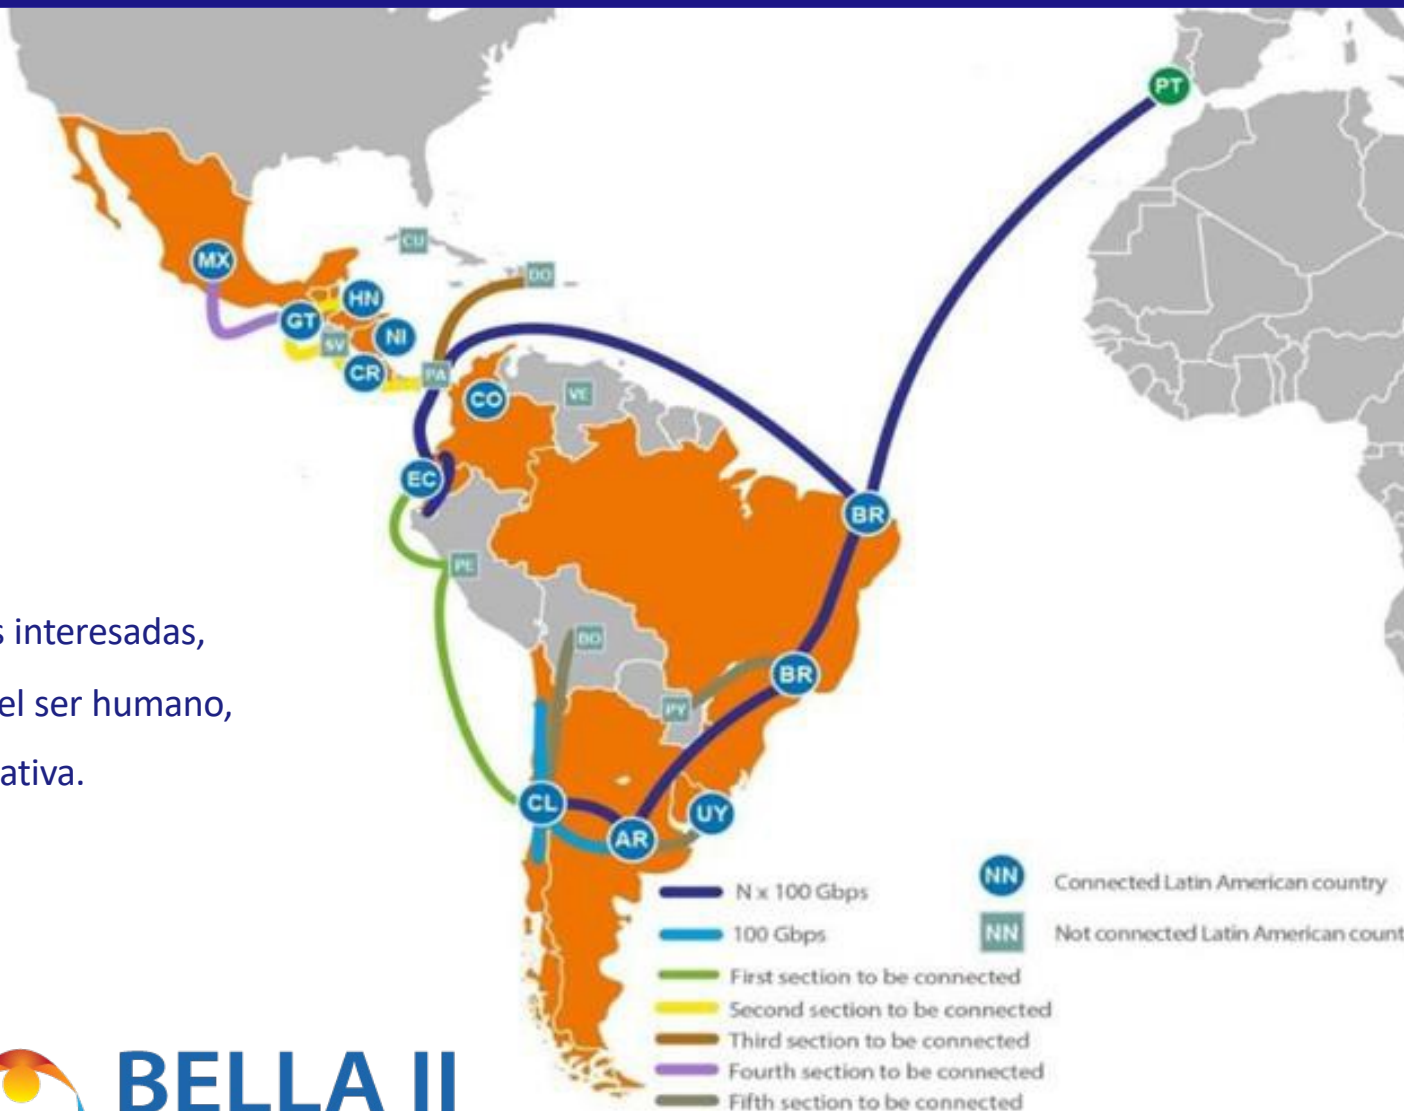 PT
MX
CU
DO
HN
GT
NI
SV
CR
PA
CO
VE
EC
BR
PE
s interesadas,
BO
el ser humano,
BR
PY
ativa.
CL
UY
AR
N x 100 Gbps
NN Connected Latin American country
100 Gbps
NN Not connected Latin American count
First section to be connected
Second section to be connected
Third section to be connected
Fourth section to be connected
Fifth section to be connected
BELLA II